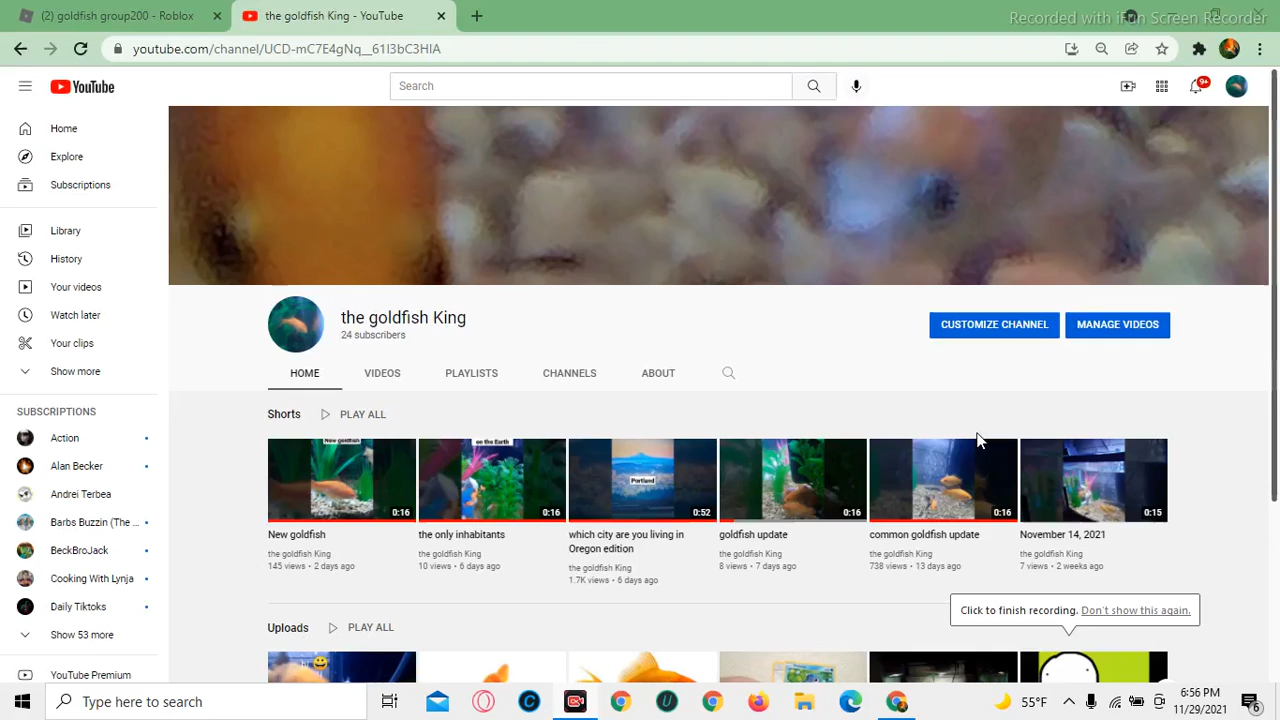 (2) goldfish group200 - Roblox
the goldfish King - YouTube
Recorded with iFun Screen Recorder
youtube.com/channel/UCD-mC7E4gNq__61I3bC3HIA
YouTube
Search
9+
Home
Explore
Subscriptions
Library
History
Your videos
Watch later
Your clips
Show more
SUBSCRIPTIONS
Action
Alan Becker
Andrei Terbea
Barbs Buzzin (The ...
BeckBroJack
Cooking With Lynja
Daily Tiktoks
Show 53 more
YouTube Premium
the goldfish King
24 subscribers
CUSTOMIZE CHANNEL
MANAGE VIDEOS
HOME
VIDEOS
PLAYLISTS
CHANNELS
ABOUT
Shorts
PLAY ALL
New goldfish
0:16
New goldfish
the goldfish King
145 views • 2 days ago
on the Earth
0:16
the only inhabitants
the goldfish King
10 views • 6 days ago
Portland
0:52
which city are you living in
Oregon edition
the goldfish King
1.7K views • 6 days ago
0:16
goldfish update
the goldfish King
8 views • 7 days ago
0:16
common goldfish update
the goldfish King
738 views • 13 days ago
0:15
November 14, 2021
the goldfish King
7 views • 2 weeks ago
Click to finish recording. Don't show this again.
Uploads
PLAY ALL
hi
Type here to search
55°F
6:56 PM
11/29/2021
6